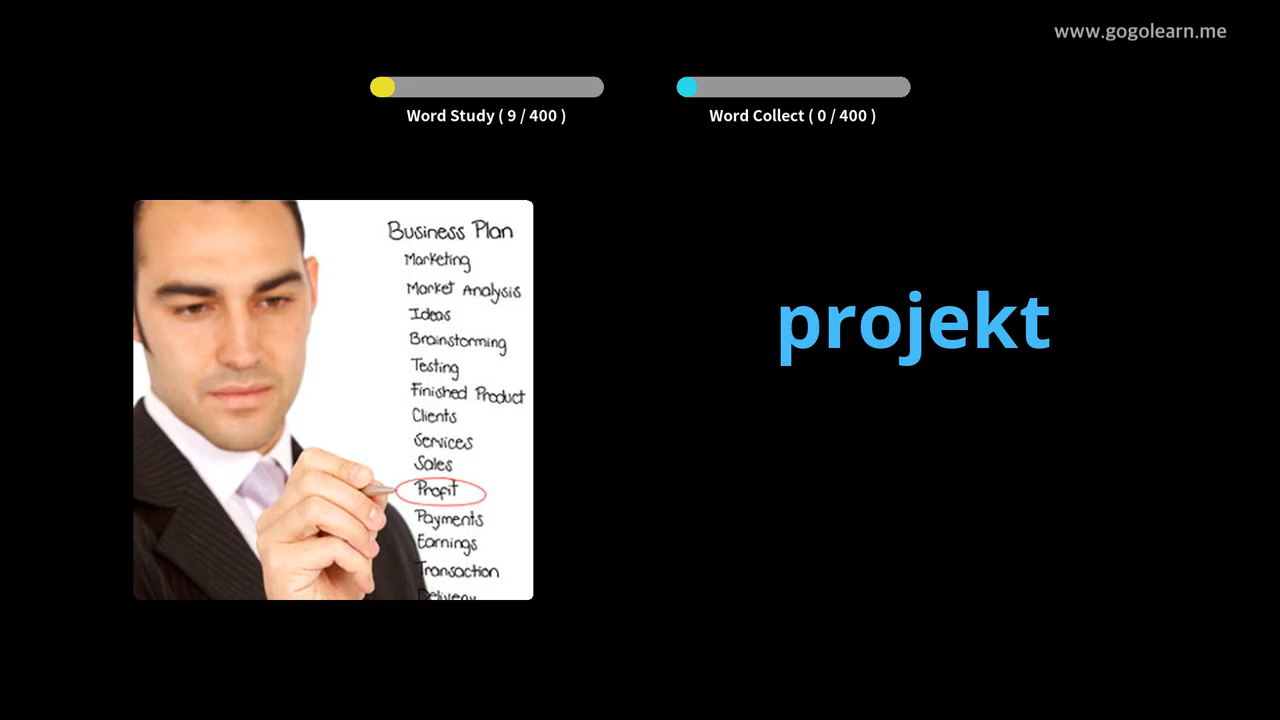 www.gogolearn.me
Word Study ( 9 / 400 )
Word Collect ( 0 / 400 )
Business Plan
Marketing
Market Analysis
Ideas
Brainstorming
Testing
Finished Product
Clients
Services
Sales
Profit
Payments
Earnings
Transaction
Delivery
projekt